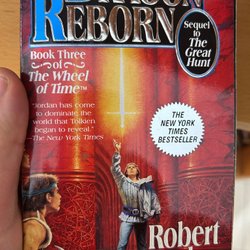 REBORN
Sequel to
The Great
Hunt
Book Three
of
The Wheel of
Time™
"Jordan has come
to dominate the
world that Tolkien
began to reveal."
—The New York Times
THE
NEW YORK
TIMES
BESTSELLER
Robert